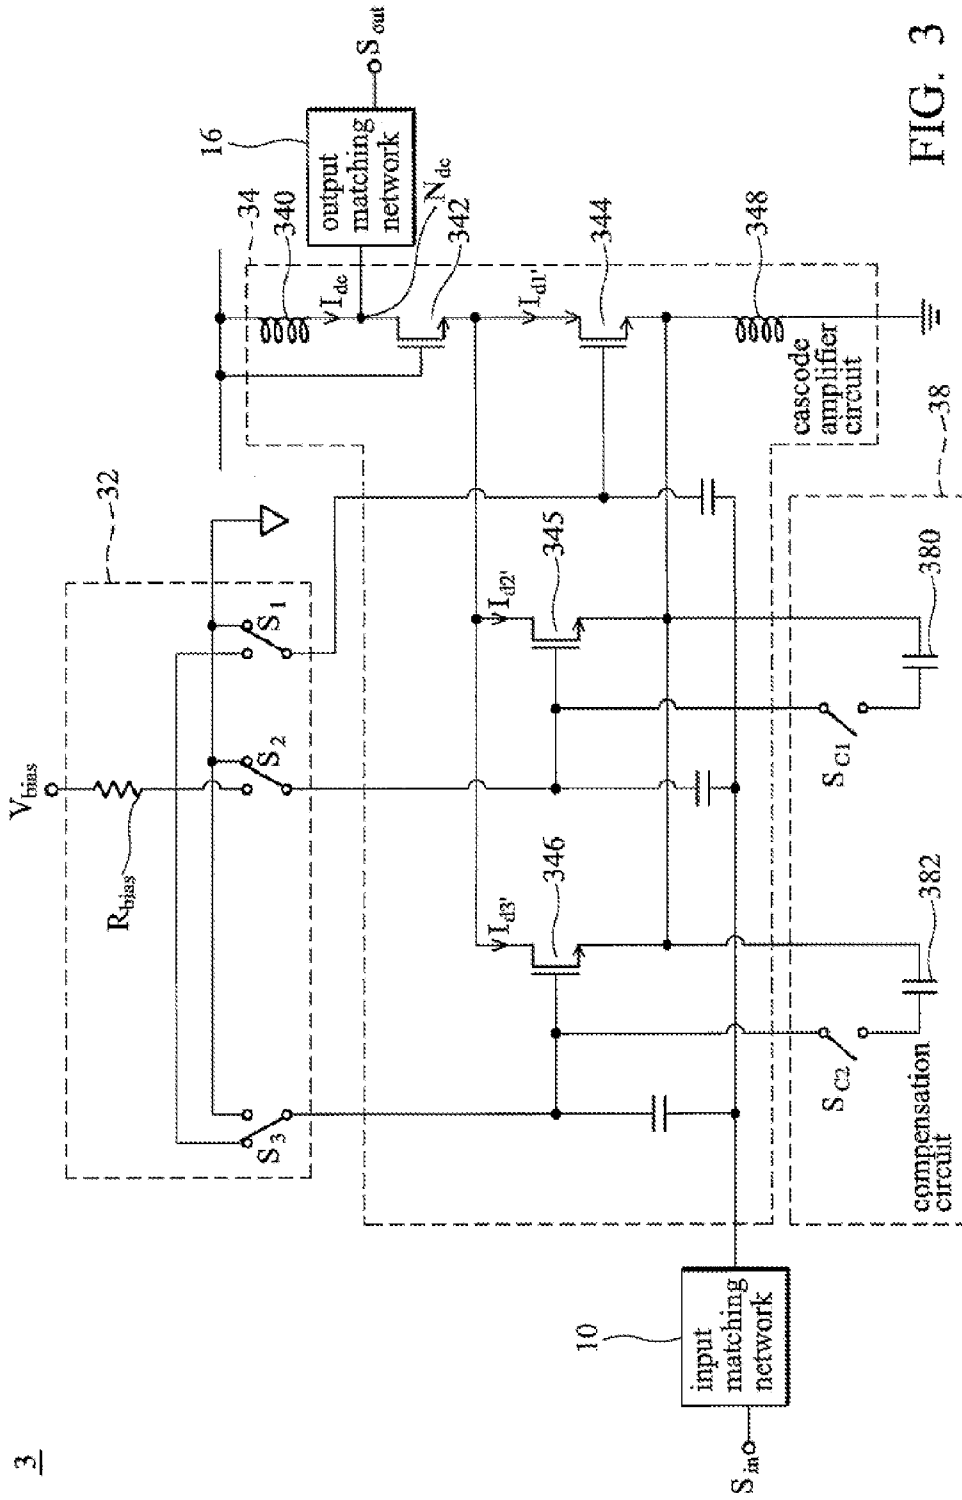 3
V_bias
R_bias
32
S_3
S_2
S_1
34
340
I_dc
16
output
matching
network
S_out
N_dc
342
I_d3'
I_d2'
I_d1'
346
345
344
348
cascode
amplifier
circuit
38
10
input
matching
network
S_in
S_C2
S_C1
382
380
compensation
circuit
FIG. 3